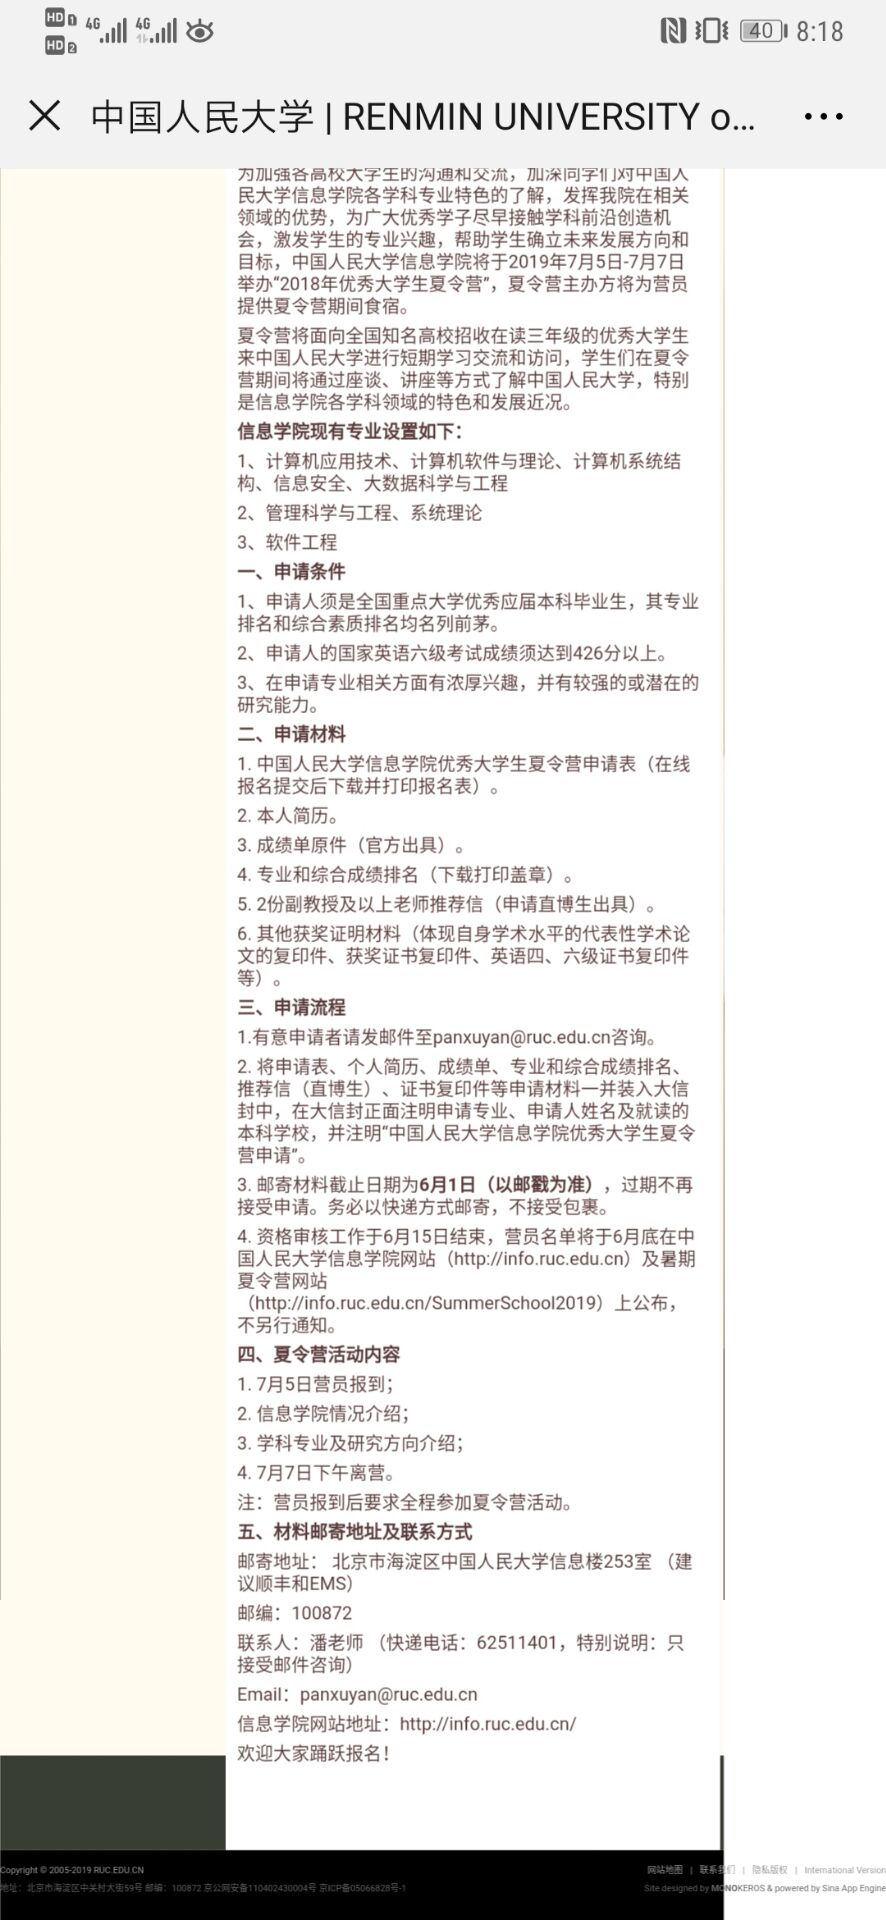 HD 1 4G 4G
HD 2
40 8:18
中国人民大学 | RENMIN UNIVERSITY o...
为加强各高校大学生的沟通和交流，加深同学们对中国人
民大学信息学院各学科专业特色的了解，发挥我院在相关
领域的优势，为广大优秀学子尽早接触学科前沿创造机
会，激发学生的专业兴趣，帮助学生确立未来发展方向和
目标，中国人民大学信息学院将于2019年7月5日-7月7日
举办“2018年优秀大学生夏令营”，夏令营主办方将为营员
提供夏令营期间食宿。
夏令营将面向全国知名高校招收在读三年级的优秀大学生
来中国人民大学进行短期学习交流和访问，学生们在夏令
营期间将通过座谈、讲座等方式了解中国人民大学，特别
是信息学院各学科领域的特色和发展近况。
信息学院现有专业设置如下：
1、计算机应用技术、计算机软件与理论、计算机系统结
构、信息安全、大数据科学与工程
2、管理科学与工程、系统理论
3、软件工程
一、申请条件
1、申请人须是全国重点大学优秀应届本科毕业生，其专业
排名和综合素质排名均名列前茅。
2、申请人的国家英语六级考试成绩须达到426分以上。
3、在申请专业相关方面有浓厚兴趣，并有较强的或潜在的
研究能力。
二、申请材料
1. 中国人民大学信息学院优秀大学生夏令营申请表（在线
报名提交后下载并打印报名表）。
2. 本人简历。
3. 成绩单原件（官方出具）。
4. 专业和综合成绩排名（下载打印盖章）。
5. 2份副教授及以上老师推荐信（申请直博生出具）。
6. 其他获奖证明材料（体现自身学术水平的代表性学术论
文的复印件、获奖证书复印件、英语四、六级证书复印件
等）。
三、申请流程
1.有意申请者请发邮件至panxuyan@ruc.edu.cn咨询。
2. 将申请表、个人简历、成绩单、专业和综合成绩排名、
推荐信（直博生）、证书复印件等申请材料一并装入大信
封中，在大信封正面注明申请专业、申请人姓名及就读的
本科学校，并注明“中国人民大学信息学院优秀大学生夏令
营申请”。
3. 邮寄材料截止日期为6月1日（以邮戳为准），过期不再
接受申请。务必以快递方式邮寄，不接受包裹。
4. 资格审核工作于6月15日结束，营员名单将于6月底在中
国人民大学信息学院网站（http://info.ruc.edu.cn）及暑期
夏令营网站
（http://info.ruc.edu.cn/SummerSchool2019）上公布，
不另行通知。
四、夏令营活动内容
1. 7月5日营员报到；
2. 信息学院情况介绍；
3. 学科专业及研究方向介绍；
4. 7月7日下午离营。
注：营员报到后要求全程参加夏令营活动。
五、材料邮寄地址及联系方式
邮寄地址： 北京市海淀区中国人民大学信息楼253室 （建
议顺丰和EMS）
邮编：100872
联系人：潘老师 （快递电话：62511401，特别说明：只
接受邮件咨询）
Email：panxuyan@ruc.edu.cn
信息学院网站地址：http://info.ruc.edu.cn/
欢迎大家踊跃报名！
Copyright © 2005-2019 RUC.EDU.CN
网站地图 | 联系我们 | 隐私版权 | International Version
地址：北京市海淀区中关村大街59号 邮编：100872 京公网安备110402430004号 京ICP备05066828号-1
Site designed by MONOKEROS & powered by Sina App Engine